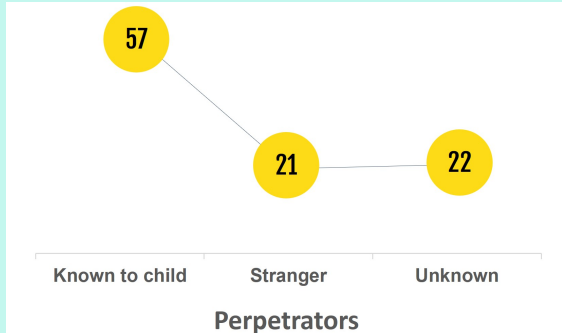 57
21
22
Known to child
Stranger
Unknown
Perpetrators